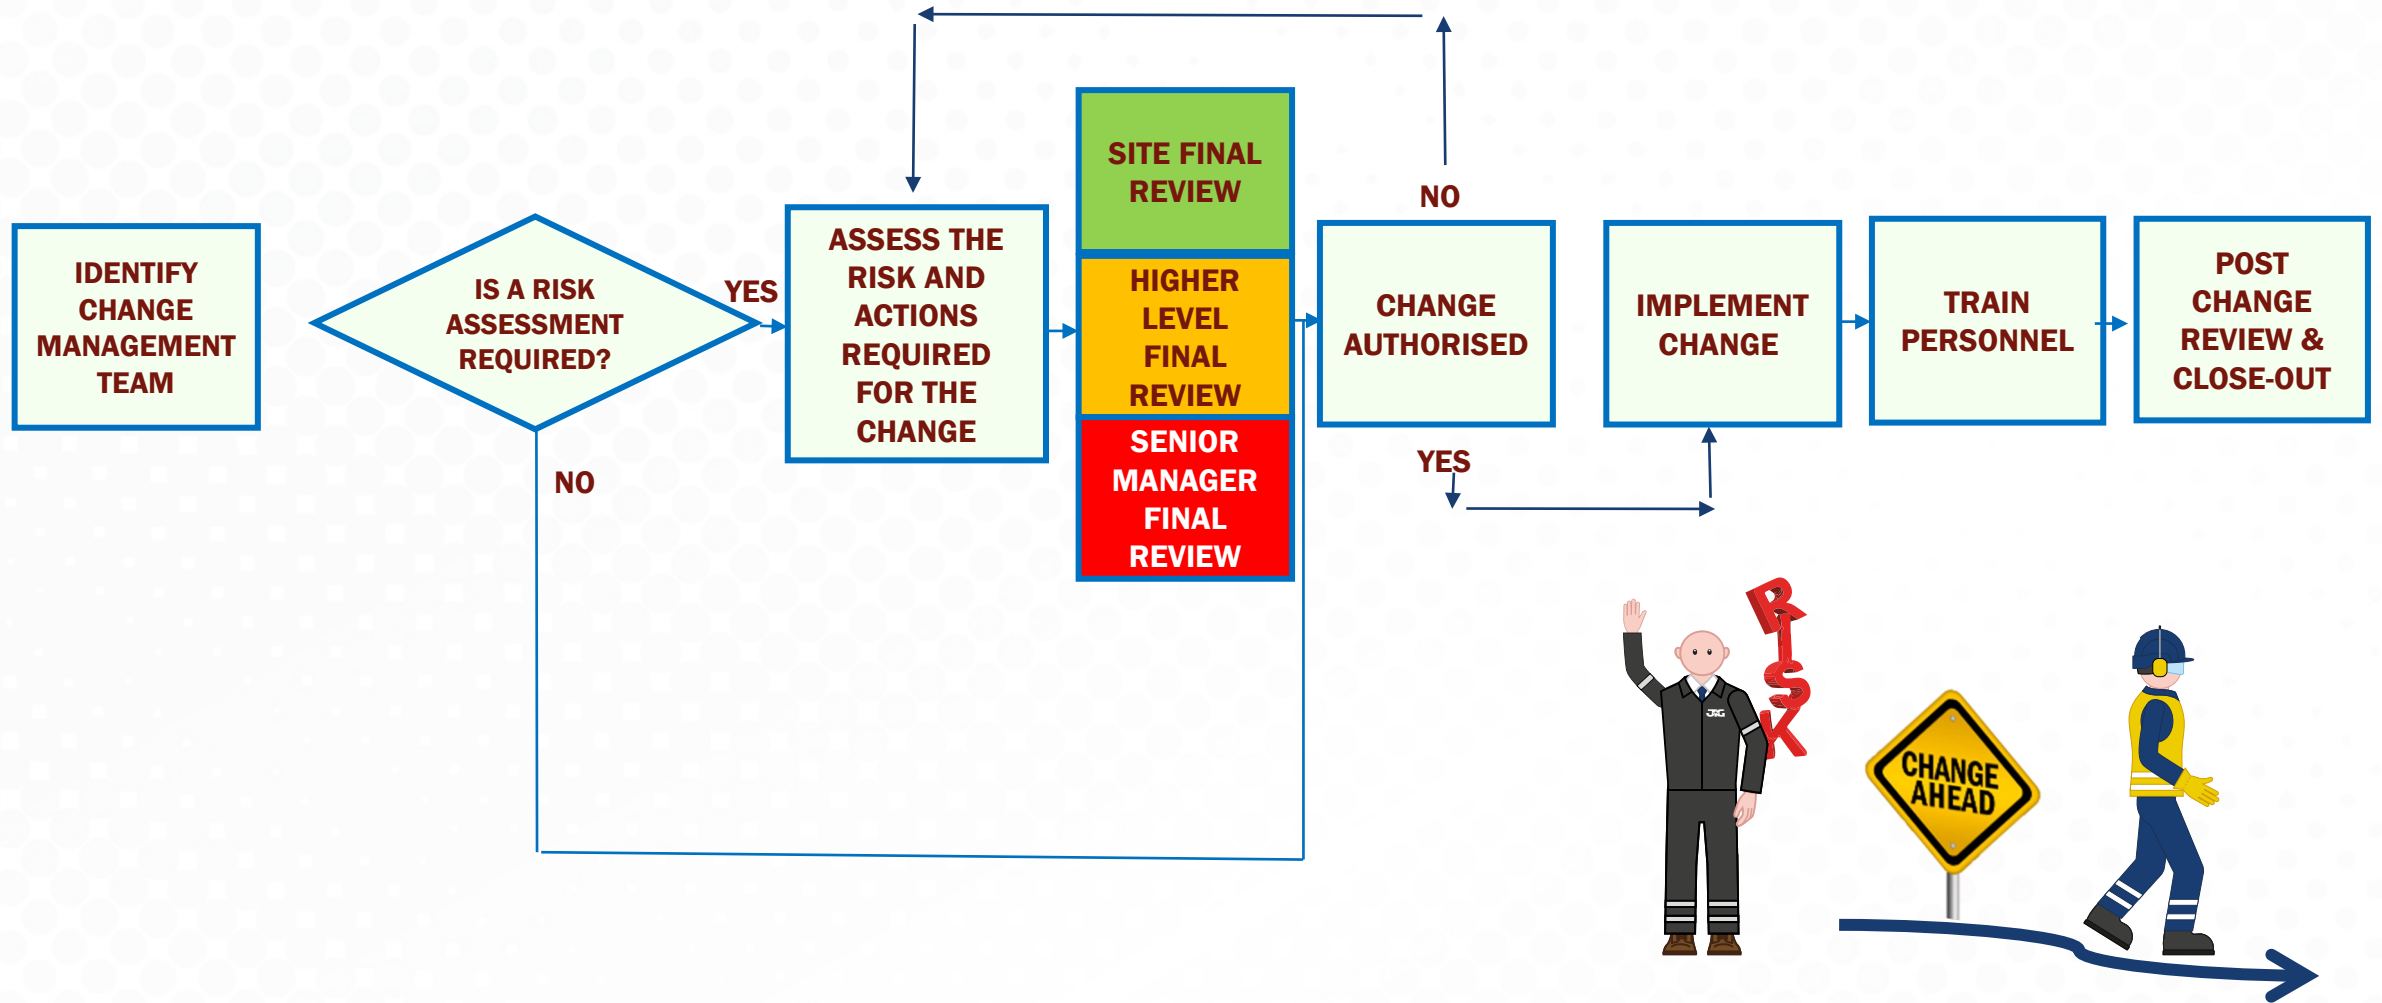 IDENTIFY
CHANGE
MANAGEMENT
TEAM
IS A RISK
ASSESSMENT
REQUIRED?
YES
NO
ASSESS THE
RISK AND
ACTIONS
REQUIRED
FOR THE
CHANGE
SITE FINAL
REVIEW
HIGHER
LEVEL
FINAL
REVIEW
SENIOR
MANAGER
FINAL
REVIEW
NO
CHANGE
AUTHORISED
YES
IMPLEMENT
CHANGE
TRAIN
PERSONNEL
POST
CHANGE
REVIEW &
CLOSE-OUT
RISK
CHANGE
AHEAD